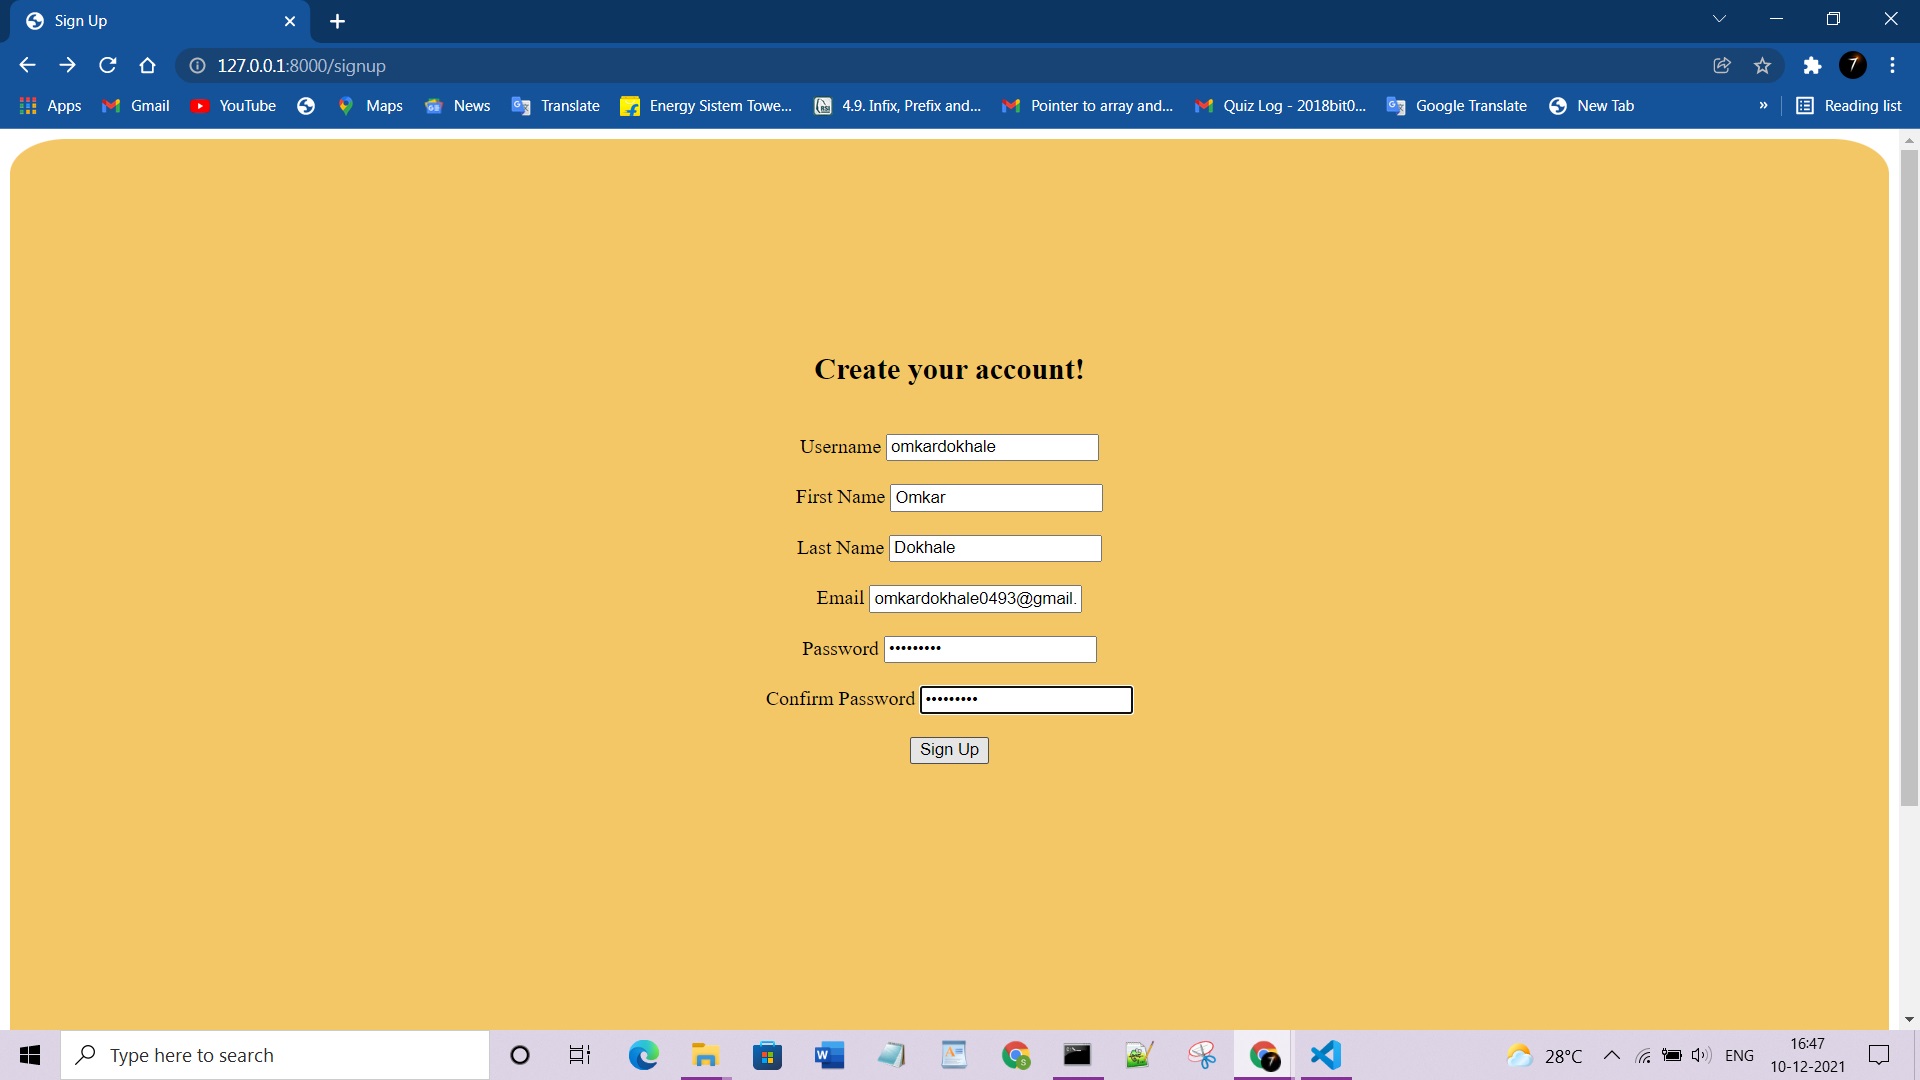 Sign Up
127.0.0.1:8000/signup
7
Apps Gmail YouTube Maps News Translate Energy Sistem Towe... 4.9. Infix, Prefix and... Pointer to array and... Quiz Log - 2018bit0... Google Translate New Tab » Reading list
Create your account!
Username omkardokhale
First Name Omkar
Last Name Dokhale
Email omkardokhale0493@gmail.
Password •••••••••
Confirm Password •••••••••
Sign Up
Type here to search
28°C
ENG
16:47
10-12-2021